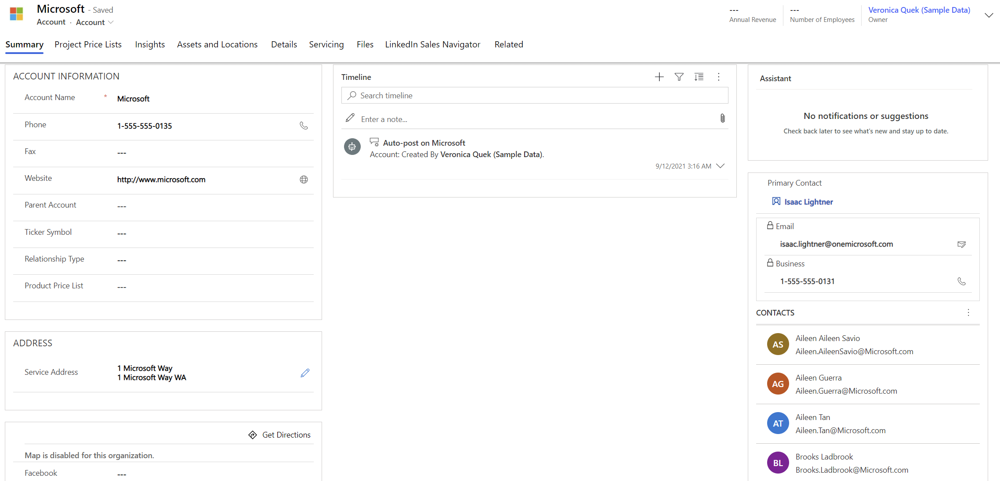 Microsoft - Saved
Account · Account
---
Annual Revenue
---
Number of Employees
Veronica Quek (Sample Data)
Owner
Summary Project Price Lists Insights Assets and Locations Details Servicing Files LinkedIn Sales Navigator Related
ACCOUNT INFORMATION
Account Name * Microsoft
Phone 1-555-555-0135
Fax ---
Website http://www.microsoft.com
Parent Account ---
Ticker Symbol ---
Relationship Type ---
Product Price List ---
ADDRESS
Service Address
1 Microsoft Way
1 Microsoft Way WA
Get Directions
Map is disabled for this organization.
Facebook ---
Timeline
Search timeline
Enter a note...
Auto-post on Microsoft
Account: Created By Veronica Quek (Sample Data).
9/12/2021 3:16 AM
Assistant
No notifications or suggestions
Check back later to see what's new and stay up to date.
Primary Contact
Isaac Lightner
Email
isaac.lightner@onemicrosoft.com
Business
1-555-555-0131
CONTACTS
AS
Aileen Aileen Savio
Aileen.AileenSavio@Microsoft.com
AG
Aileen Guerra
Aileen.Guerra@Microsoft.com
AT
Aileen Tan
Aileen.Tan@Microsoft.com
BL
Brooks Ladbrook
Brooks.Ladbrook@Microsoft.com